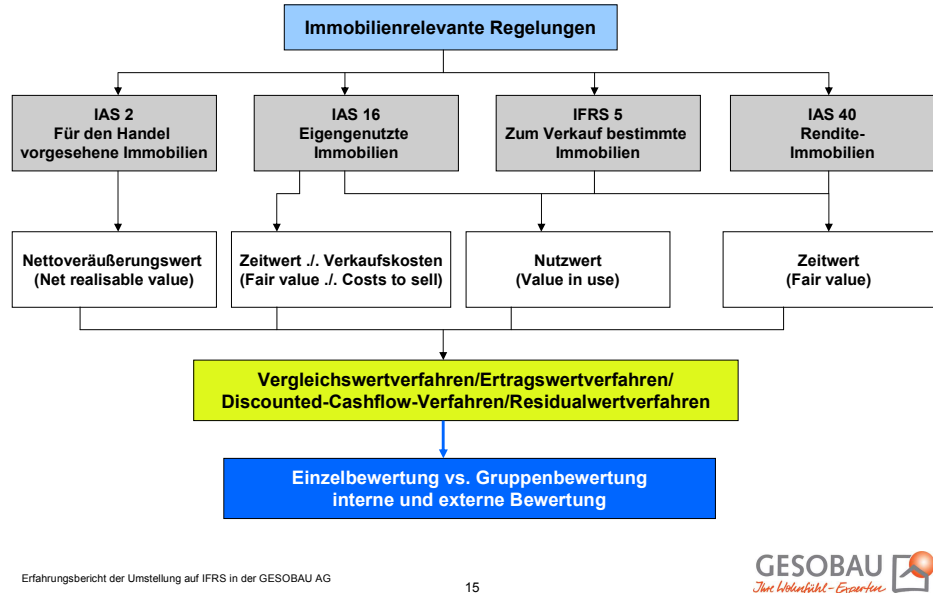 Immobilienrelevante Regelungen
IAS 2
Für den Handel
vorgesehene Immobilien
IAS 16
Eigengenutzte
Immobilien
IFRS 5
Zum Verkauf bestimmte
Immobilien
IAS 40
Rendite-
Immobilien
Nettoveräußerungswert
(Net realisable value)
Zeitwert ./. Verkaufskosten
(Fair value ./. Costs to sell)
Nutzwert
(Value in use)
Zeitwert
(Fair value)
Vergleichswertverfahren/Ertragswertverfahren/
Discounted-Cashflow-Verfahren/Residualwertverfahren
Einzelbewertung vs. Gruppenbewertung
interne und externe Bewertung
Erfahrungsbericht der Umstellung auf IFRS in der GESOBAU AG
15
GESOBAU
Ihre Wohnfühl-Experten